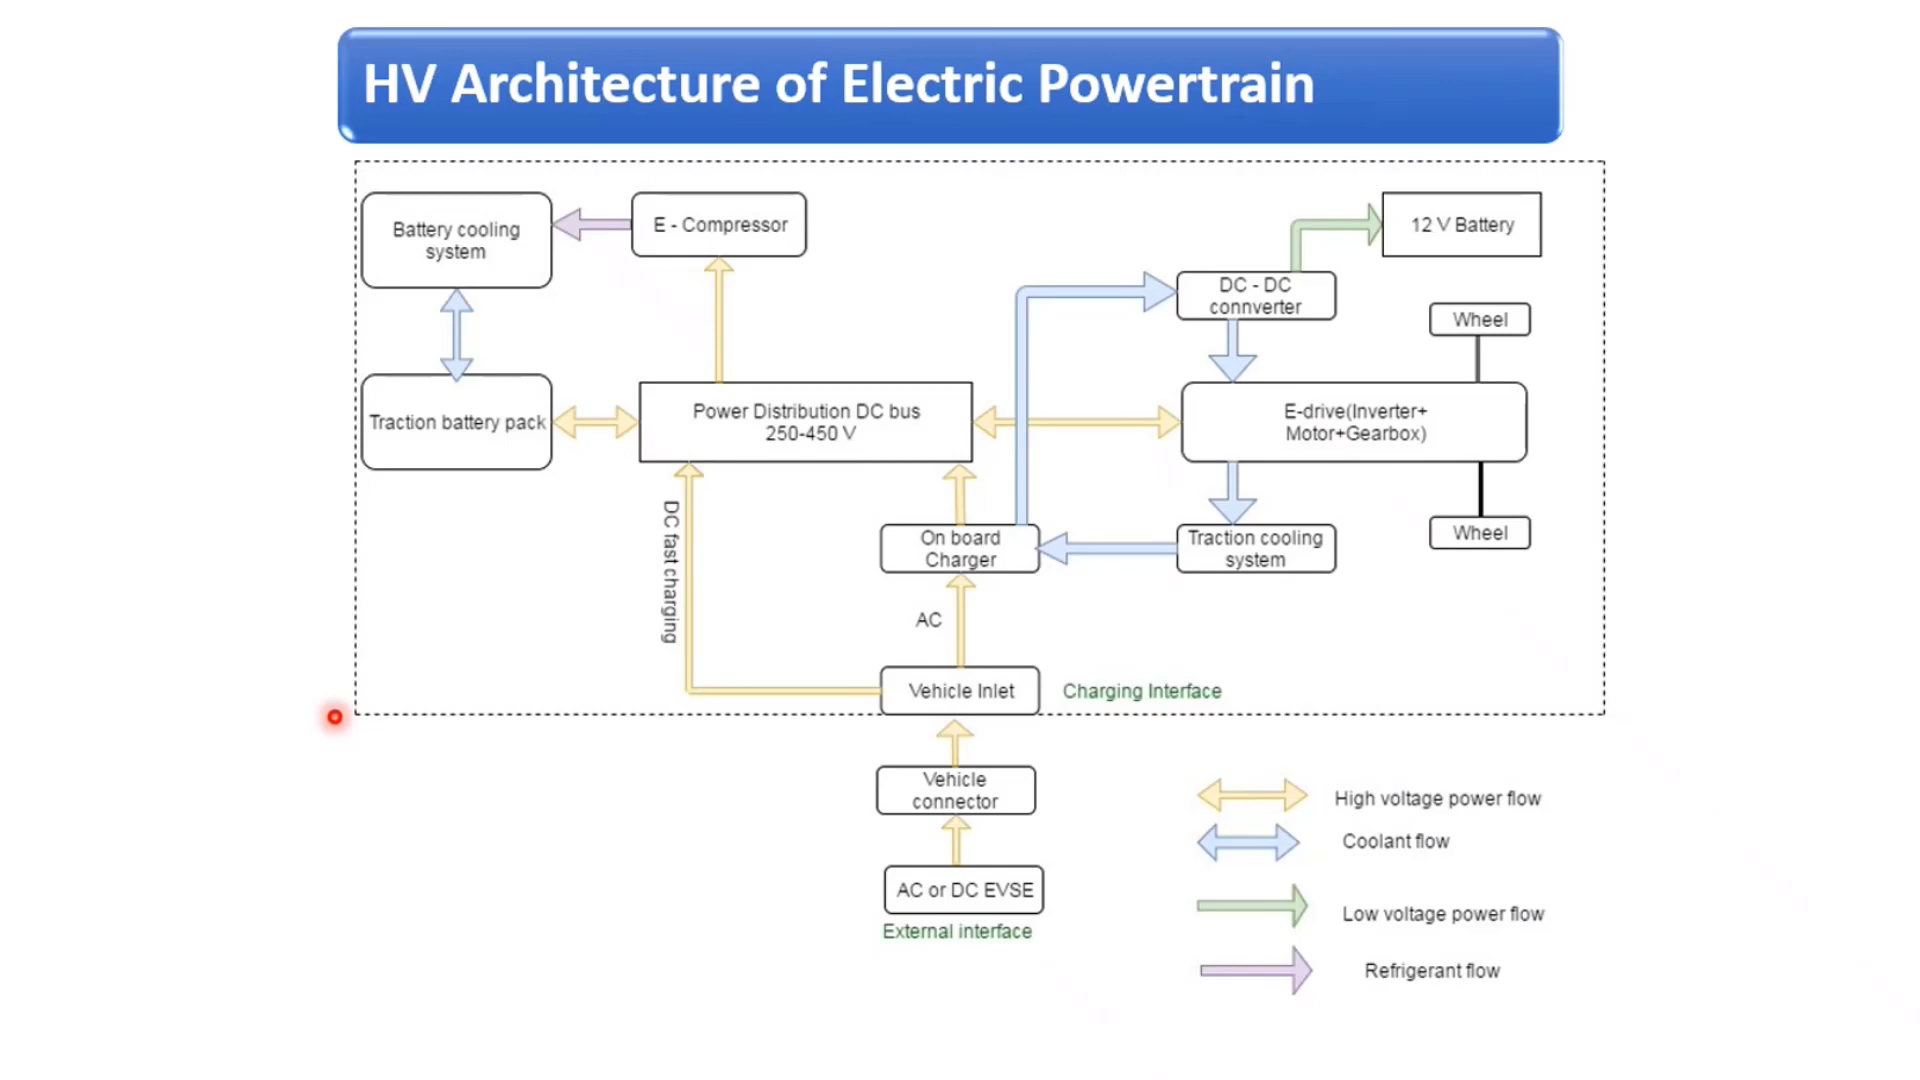 HV Architecture of Electric Powertrain
Battery cooling
system
E - Compressor
12 V Battery
DC - DC
connverter
Wheel
Traction battery pack
Power Distribution DC bus
250-450 V
E-drive(Inverter+
Motor+Gearbox)
DC fast charging
On board
Charger
Traction cooling
system
Wheel
AC
Vehicle Inlet
Charging Interface
Vehicle
connector
AC or DC EVSE
External interface
High voltage power flow
Coolant flow
Low voltage power flow
Refrigerant flow